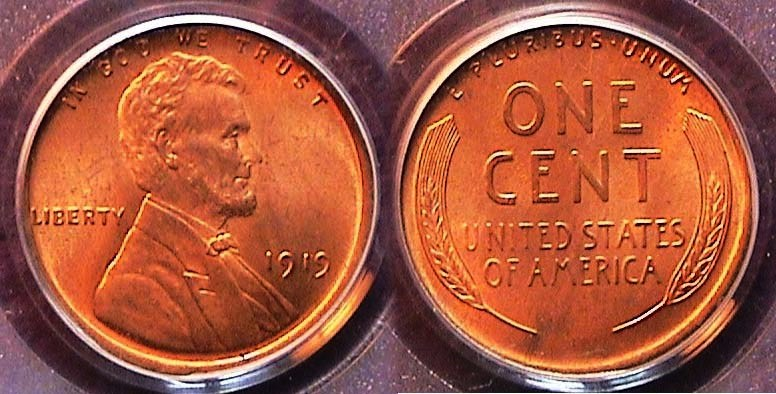 IN GOD WE TRUST
LIBERTY
1919
E·PLURIBUS·UNUM
ONE
CENT
UNITED STATES
OF AMERICA